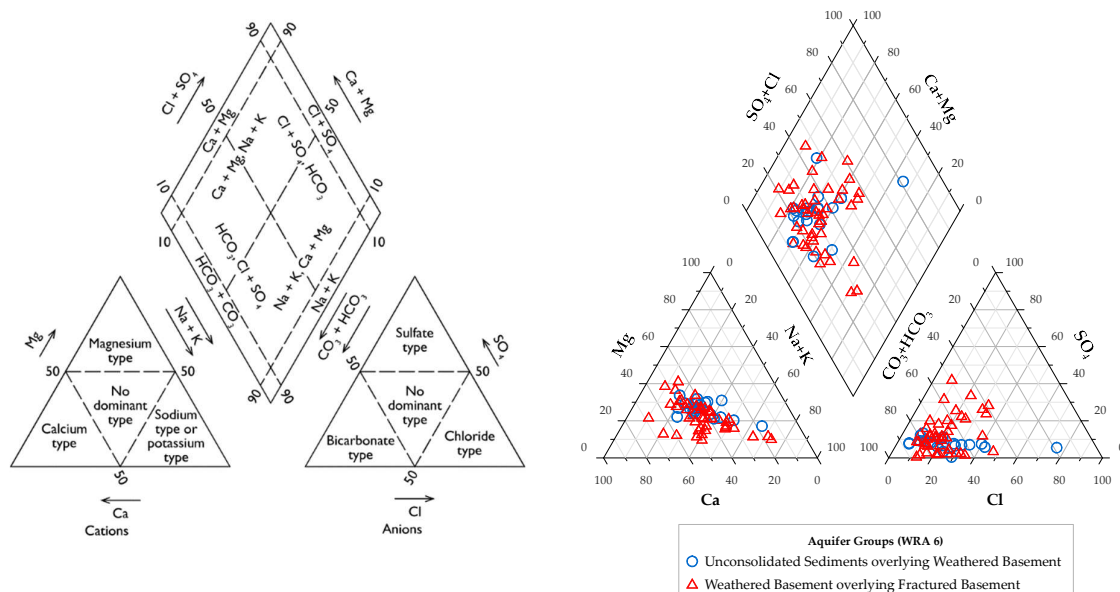 90
90
Cl + SO₄
50
Ca + Mg
50
Ca + Mg
Ca + Mg, Na + K
Cl + SO₄
Cl + SO₄, HCO₃
10
10
10
10
HCO₃ + CO₃
HCO₃, Cl + SO₄
Na + K, Ca + Mg
Na + K
90
90
Mg
Na + K
CO₃ + HCO₃
SO₄
Magnesium
type
50
50
No
dominant
type
Calcium
type
Sodium
type or
potassium
type
50
Ca
Cations
Sulfate
type
50
50
No
dominant
type
Bicarbonate
type
Chloride
type
50
Cl
Anions
100
100
80
80
60
60
40
40
20
20
0
0
SO₄+Cl
Ca+Mg
Na+K
CO₃+HCO₃
100
0
Mg
60
40
40
60
20
80
0
100
100
80
60
40
20
0
Ca
0
100
SO₄
40
60
60
40
80
20
100
0
0
20
40
60
80
100
Cl
Aquifer Groups (WRA 6)
Unconsolidated Sediments overlying Weathered Basement
Weathered Basement overlying Fractured Basement